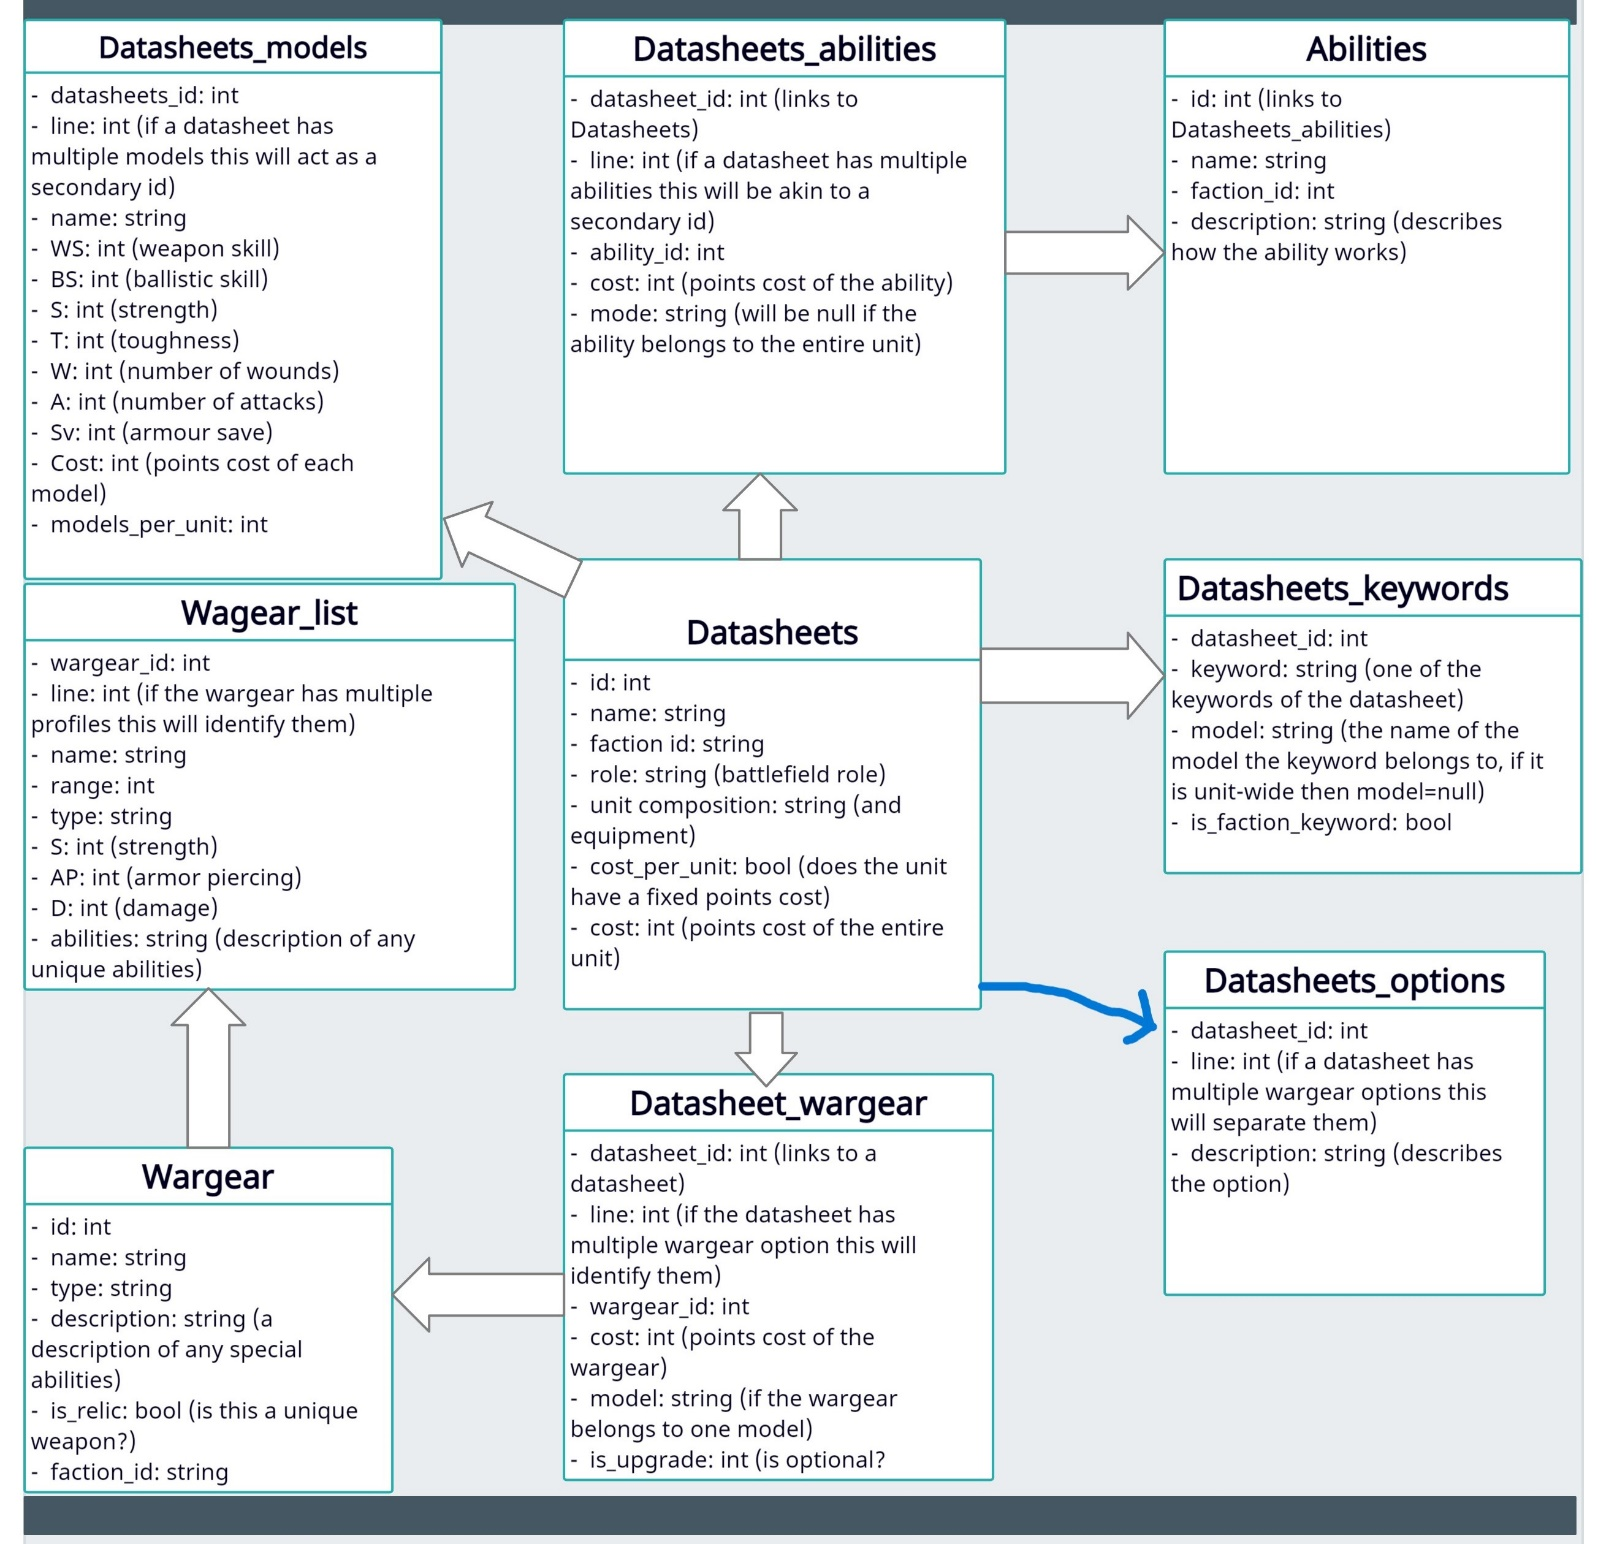 Datasheets_models
- datasheets_id: int
- line: int (if a datasheet has
multiple models this will act as a
secondary id)
- name: string
- WS: int (weapon skill)
- BS: int (ballistic skill)
- S: int (strength)
- T: int (toughness)
- W: int (number of wounds)
- A: int (number of attacks)
- Sv: int (armour save)
- Cost: int (points cost of each
model)
- models_per_unit: int
Datasheets_abilities
- datasheet_id: int (links to
Datasheets)
- line: int (if a datasheet has multiple
abilities this will be akin to a
secondary id)
- ability_id: int
- cost: int (points cost of the ability)
- mode: string (will be null if the
ability belongs to the entire unit)
Abilities
- id: int (links to
Datasheets_abilities)
- name: string
- faction_id: int
- description: string (describes
how the ability works)
Wagear_list
- wargear_id: int
- line: int (if the wargear has multiple
profiles this will identify them)
- name: string
- range: int
- type: string
- S: int (strength)
- AP: int (armor piercing)
- D: int (damage)
- abilities: string (description of any
unique abilities)
Datasheets
- id: int
- name: string
- faction id: string
- role: string (battlefield role)
- unit composition: string (and
equipment)
- cost_per_unit: bool (does the unit
have a fixed points cost)
- cost: int (points cost of the entire
unit)
Datasheets_keywords
- datasheet_id: int
- keyword: string (one of the
keywords of the datasheet)
- model: string (the name of the
model the keyword belongs to, if it
is unit-wide then model=null)
- is_faction_keyword: bool
Datasheets_options
- datasheet_id: int
- line: int (if a datasheet has
multiple wargear options this
will separate them)
- description: string (describes
the option)
Wargear
- id: int
- name: string
- type: string
- description: string (a
description of any special
abilities)
- is_relic: bool (is this a unique
weapon?)
- faction_id: string
Datasheet_wargear
- datasheet_id: int (links to a
datasheet)
- line: int (if the datasheet has
multiple wargear option this will
identify them)
- wargear_id: int
- cost: int (points cost of the
wargear)
- model: string (if the wargear
belongs to one model)
- is_upgrade: int (is optional?